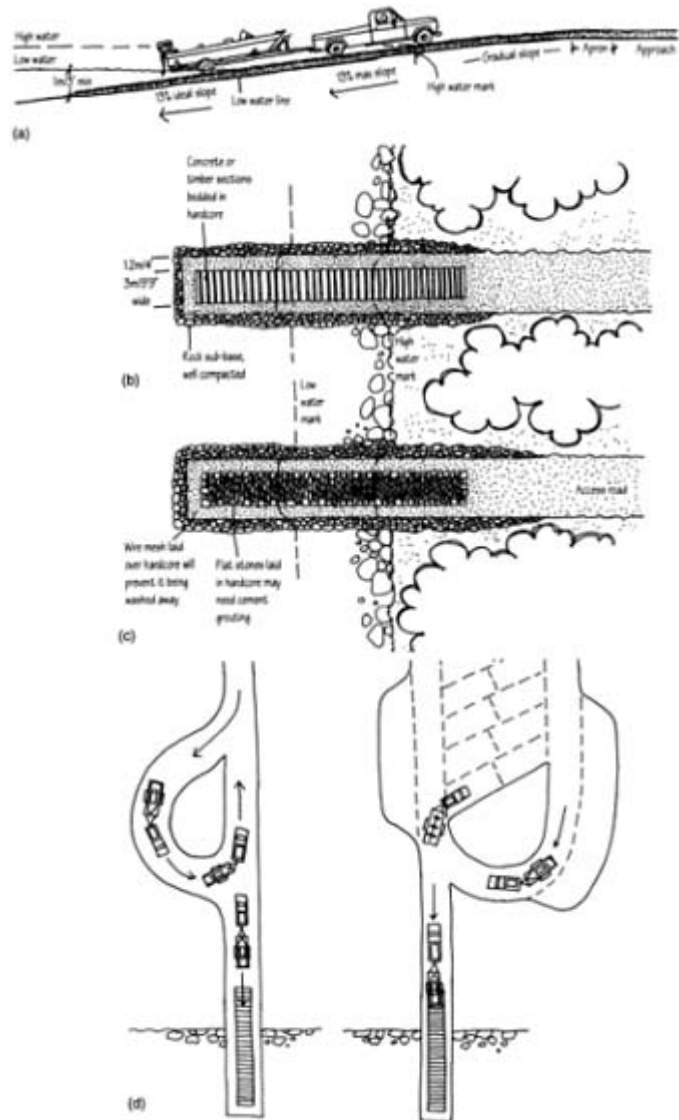 High water
Low water
1m/3' min
13% ideal slope
Low water line
15% max slope
High water mark
Gradual slope
Apron
Approach
(a)
Concrete or
timber sections
bedded in
hardcore
1.2m/4'
3m/9'9"
wide
Rock sub-base,
well compacted
(b)
High
water
mark
Low
water
mark
Access road
Wire mesh laid
over hardcore will
prevent it being
washed away
Flat stones laid
in hardcore may
need cement
grouting
(c)
(d)